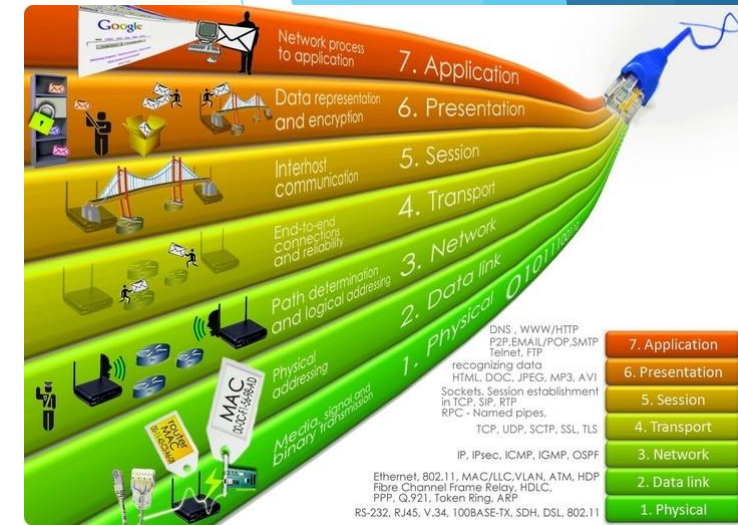 Google
Network process
to application
7. Application
Data representation
and encryption
6. Presentation
Interhost
communication
5. Session
End-to-end
connections
and reliability
4. Transport
Path determination
and logical addressing
3. Network
Physical
addressing
2. Data link
Media, signal and
binary transmission
1. Physical
MAC
router
MAC
DNS , WWW/HTTP
P2P,EMAIL/POP,SMTP
Telnet, FTP
7. Application
recognizing data
HTML, DOC, JPEG, MP3, AVI
6. Presentation
Sockets, Session establishment
in TCP, SIP, RTP
RPC - Named pipes,
5. Session
TCP, UDP, SCTP, SSL, TLS
4. Transport
IP, IPsec, ICMP, IGMP, OSPF
3. Network
Ethernet, 802.11, MAC/LLC,VLAN, ATM, HDP
Fibre Channel Frame Relay, HDLC,
PPP, Q.921, Token Ring, ARP
2. Data link
RS-232, RJ45, V.34, 100BASE-TX, SDH, DSL, 802.11
1. Physical